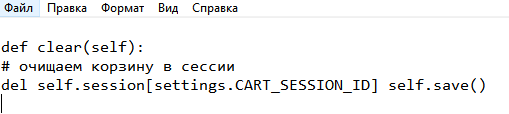 Файл Правка Формат Вид Справка
def clear(self):
# очищаем корзину в сессии
del self.session[settings.CART_SESSION_ID] self.save()